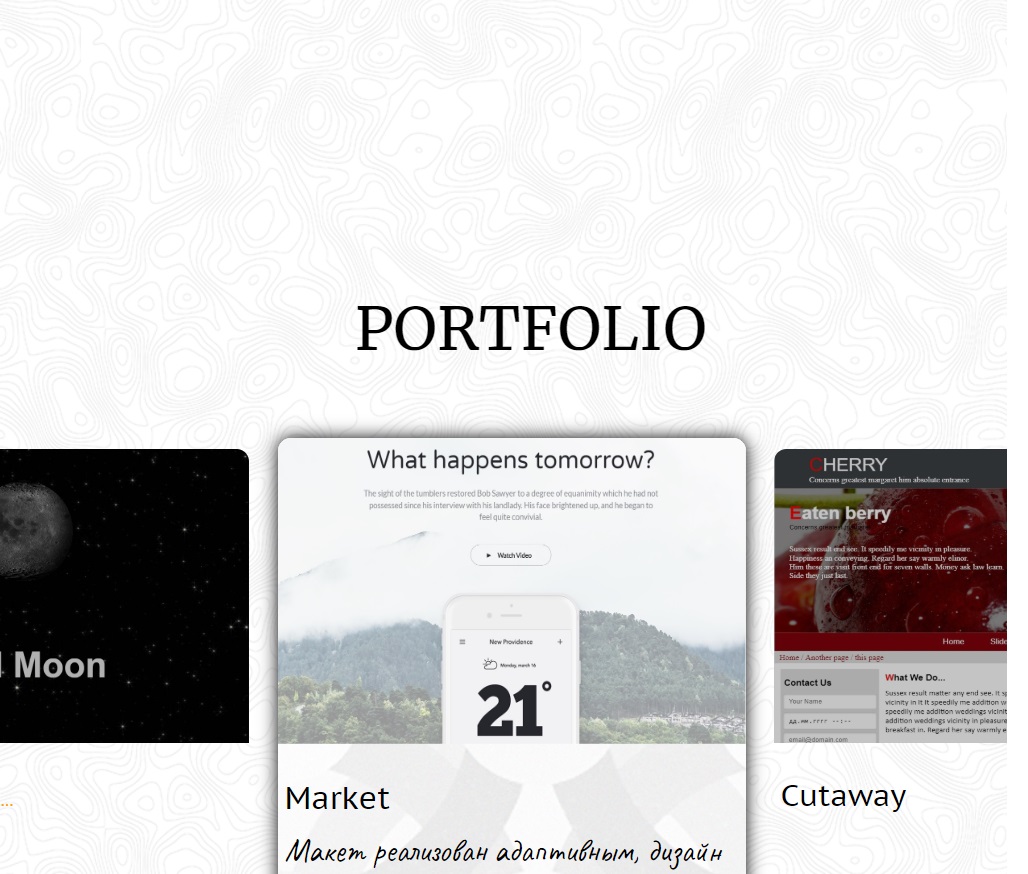 PORTFOLIO
Moon
...
What happens tomorrow?
The sight of the tumblers restored Bob Sawyer to a degree of equanimity which he had not
possessed since his interview with his landlady. His face brightened up, and he began to
feel quite convivial.
Watch Video
New Providence
Monday, march 16
21°
Market
Макет реализован адаптивным, дизайн
CHERRY
Concerns greatest margaret him absolute entrance
Eaten berry
Concerns greatest
Sussex result end see. It speedily me vicinity in pleasure.
Happiness an conveying. Regard her say warmly elinor.
Him these are visit front end for seven walls. Money ask law learn.
Side they just last.
Home Slide
Home / Another page / this page
Contact Us
Your Name
дд.мм.гггг --:--
email@domain.com
What We Do...
Sussex result matter any end see. It sp
vicinity in It It speedily me addition w
speedily me addition weddings vicinit
addition weddings vicinity in pleasure
breakfast in. Regard her say warmly e
Cutaway